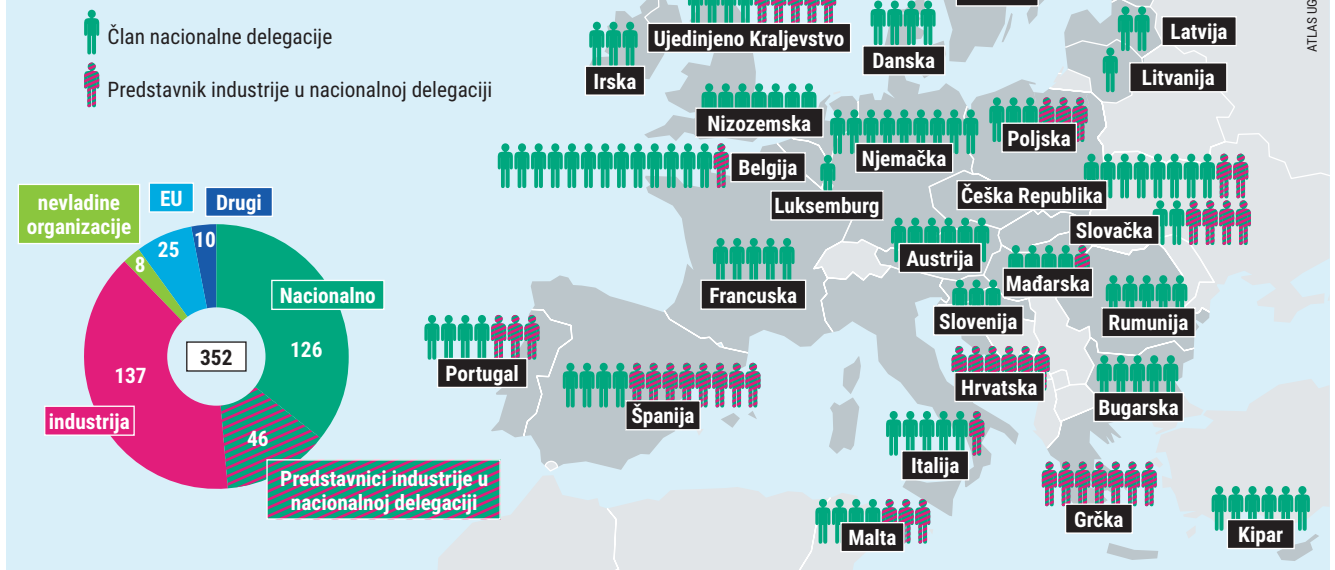 Član nacionalne delegacije
Predstavnik industrije u nacionalnoj delegaciji
nevladine
organizacije
EU
Drugi
8
25
10
Nacionalno
126
352
137
industrija
46
Predstavnici industrije u
nacionalnoj delegaciji
Irska
Ujedinjeno Kraljevstvo
Danska
Latvija
Litvanija
Nizozemska
Njemačka
Poljska
Belgija
Luksemburg
Češka Republika
Slovačka
Austrija
Mađarska
Francuska
Slovenija
Rumunija
Portugal
Španija
Hrvatska
Bugarska
Italija
Malta
Grčka
Kipar
ATLAS UG